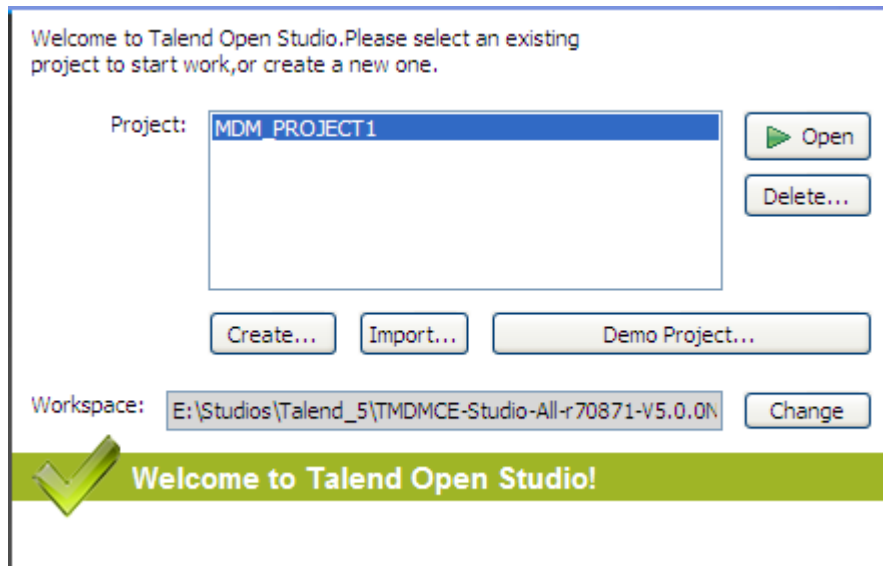 Welcome to Talend Open Studio.Please select an existing
project to start work,or create a new one.
Project:
MDM_PROJECT1
Open
Delete...
Create...
Import...
Demo Project...
Workspace:
E:\Studios\Talend_5\TMDMCE-Studio-All-r70871-V5.0.0N
Change
Welcome to Talend Open Studio!